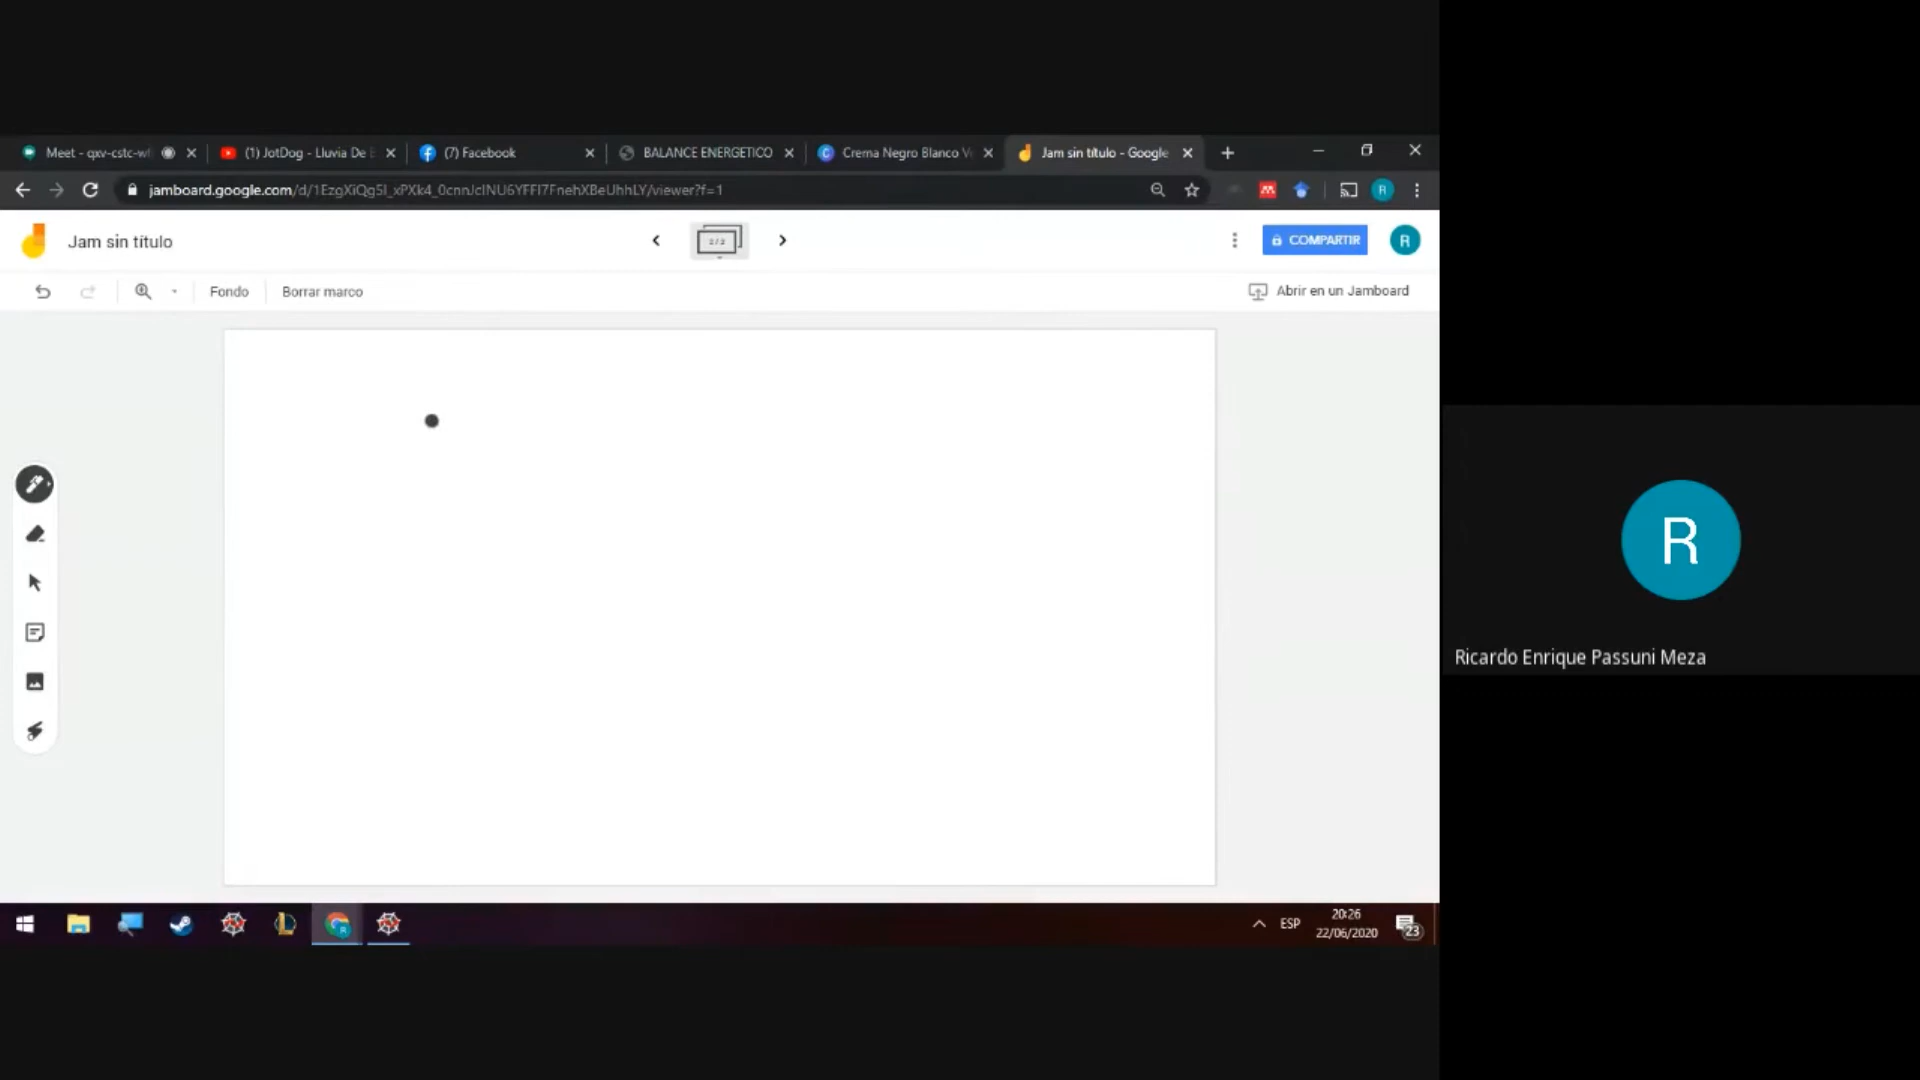 Meet - qxv-cstc-w
(1) JotDog - Lluvia De E
(7) Facebook
BALANCE ENERGETICO
Crema Negro Blanco V
Jam sin título - Google
jamboard.google.com/d/1EzgXiQg5I_xPXk4_0cnnJcINU6YFFI7FnehXBeUhhLY/viewer?f=1
R
Jam sin título
2 / 2
COMPARTIR
R
Fondo
Borrar marco
Abrir en un Jamboard
R
Ricardo Enrique Passuni Meza
ESP
20:26
22/06/2020
23